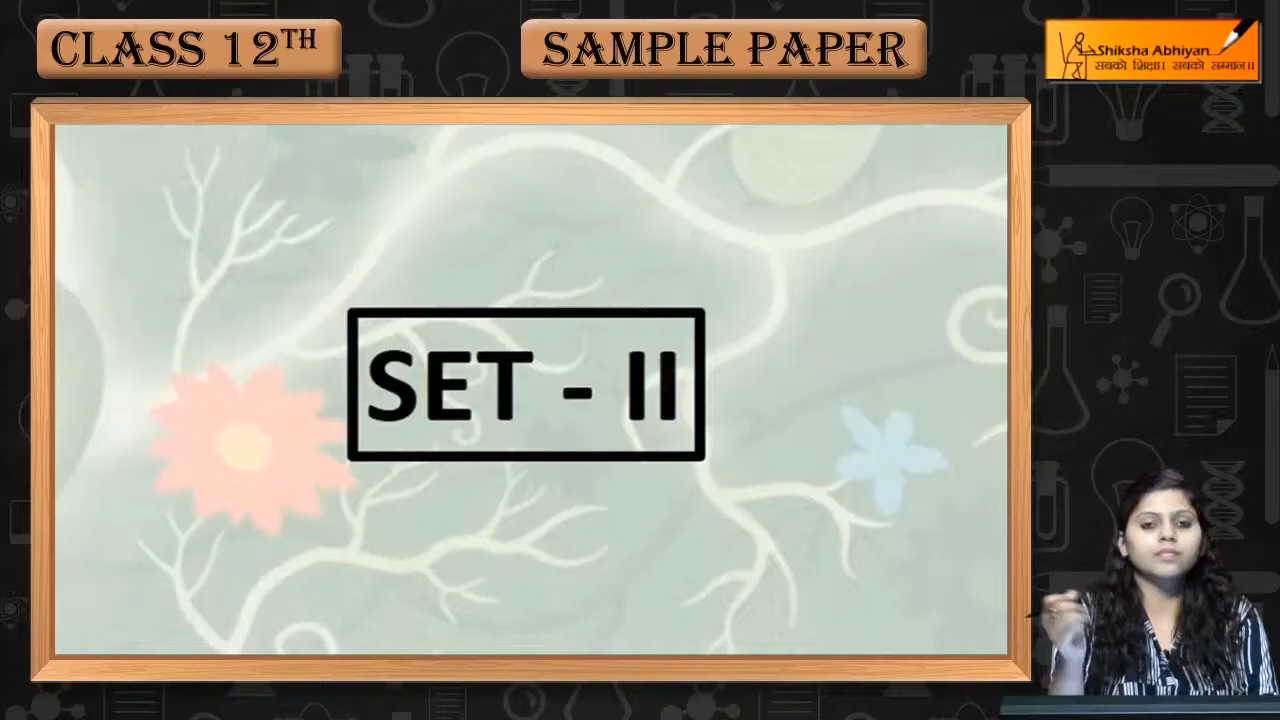 CLASS 12TH
SAMPLE PAPER
Shiksha Abhiyan
सबको शिक्षा। सबको सम्मान॥
SET - II